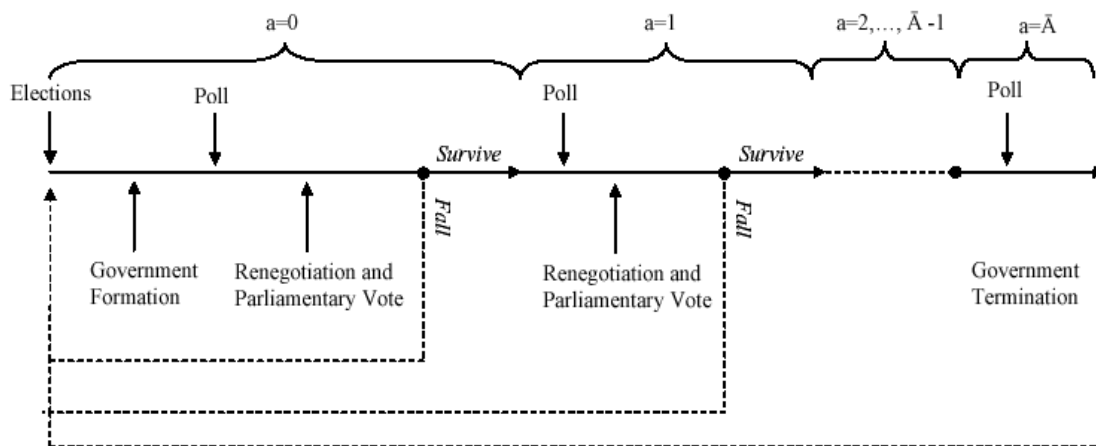 a=0
a=1
a=2,..., Ā -1
a=Ā
Elections
Poll
Poll
Poll
Survive
Survive
Fall
Fall
Government
Formation
Renegotiation and
Parliamentary Vote
Renegotiation and
Parliamentary Vote
Government
Termination